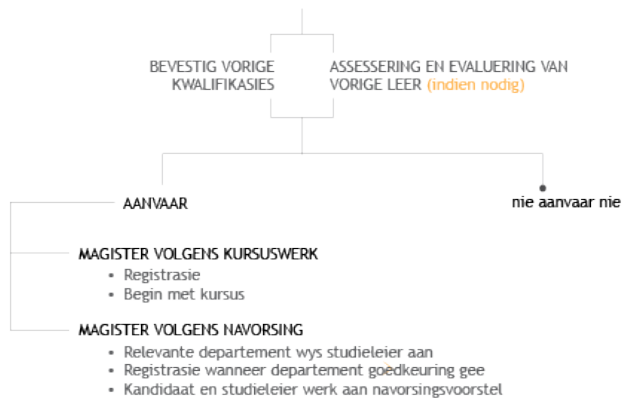 BEVESTIG VORIGE
KWALIFIKASIES
ASSESSERING EN EVALUERING VAN
VORIGE LEER (indien nodig)
AANVAAR
nie aanvaar nie
MAGISTER VOLGENS KURSUSWERK
• Registrasie
• Begin met kursus
MAGISTER VOLGENS NAVORSING
• Relevante departement wys studieleier aan
• Registrasie wanneer departement goedkeuring gee
• Kandidaat en studieleier werk aan navorsingsvoorstel